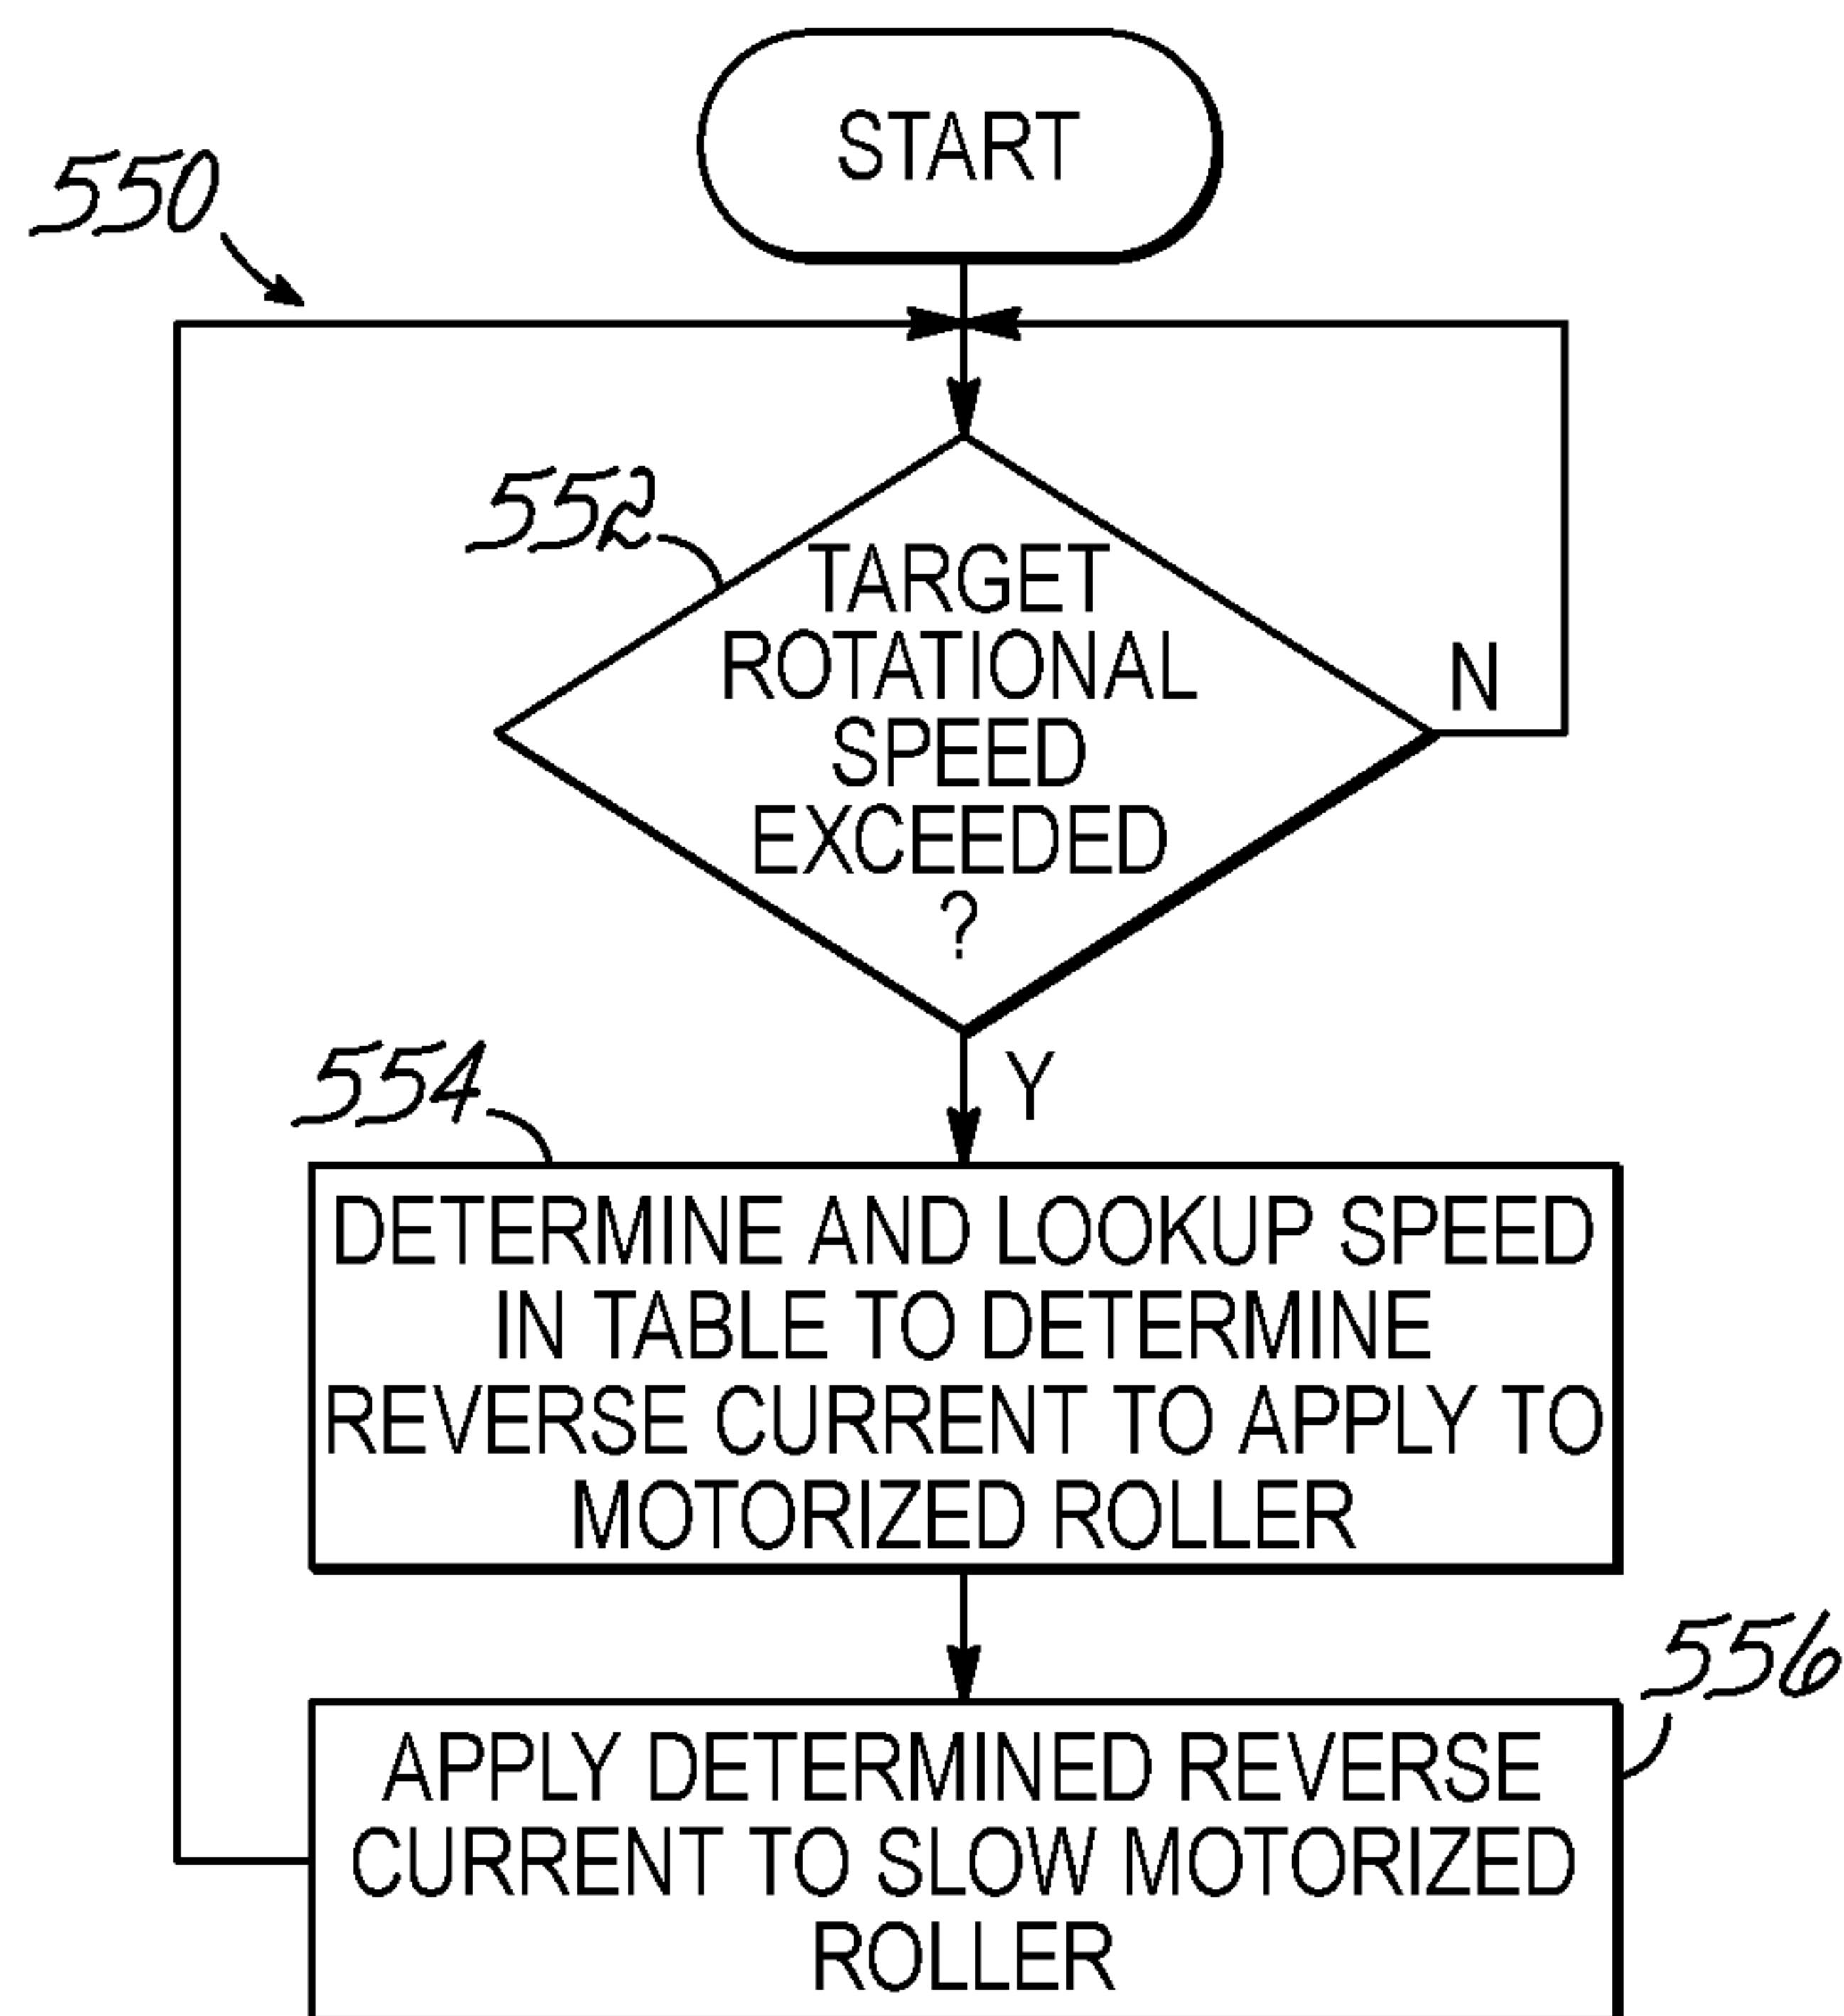 START
550
552
TARGET
ROTATIONAL
SPEED
EXCEEDED
?
N
Y
554
DETERMINE AND LOOKUP SPEED
IN TABLE TO DETERMINE
REVERSE CURRENT TO APPLY TO
MOTORIZED ROLLER
556
APPLY DETERMINED REVERSE
CURRENT TO SLOW MOTORIZED
ROLLER